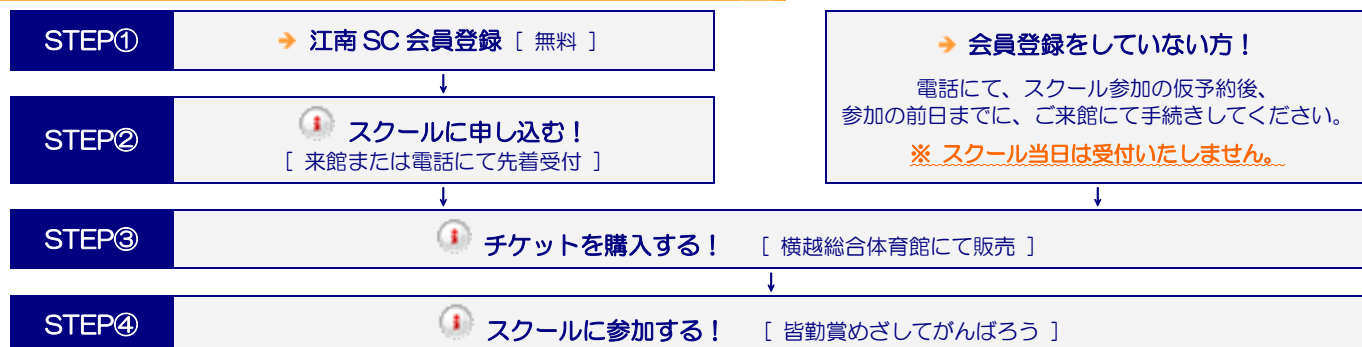 STEP① → 江南 SC 会員登録 [ 無料 ]
STEP② スクールに申し込む！
[ 来館または電話にて先着受付 ]
→ 会員登録をしていない方！
電話にて、スクール参加の仮予約後、
参加の前日までに、ご来館にて手続きしてください。
※ スクール当日は受付いたしません。
STEP③ チケットを購入する！ [ 横越総合体育館にて販売 ]
STEP④ スクールに参加する！ [ 皆勤賞めざしてがんばろう ]